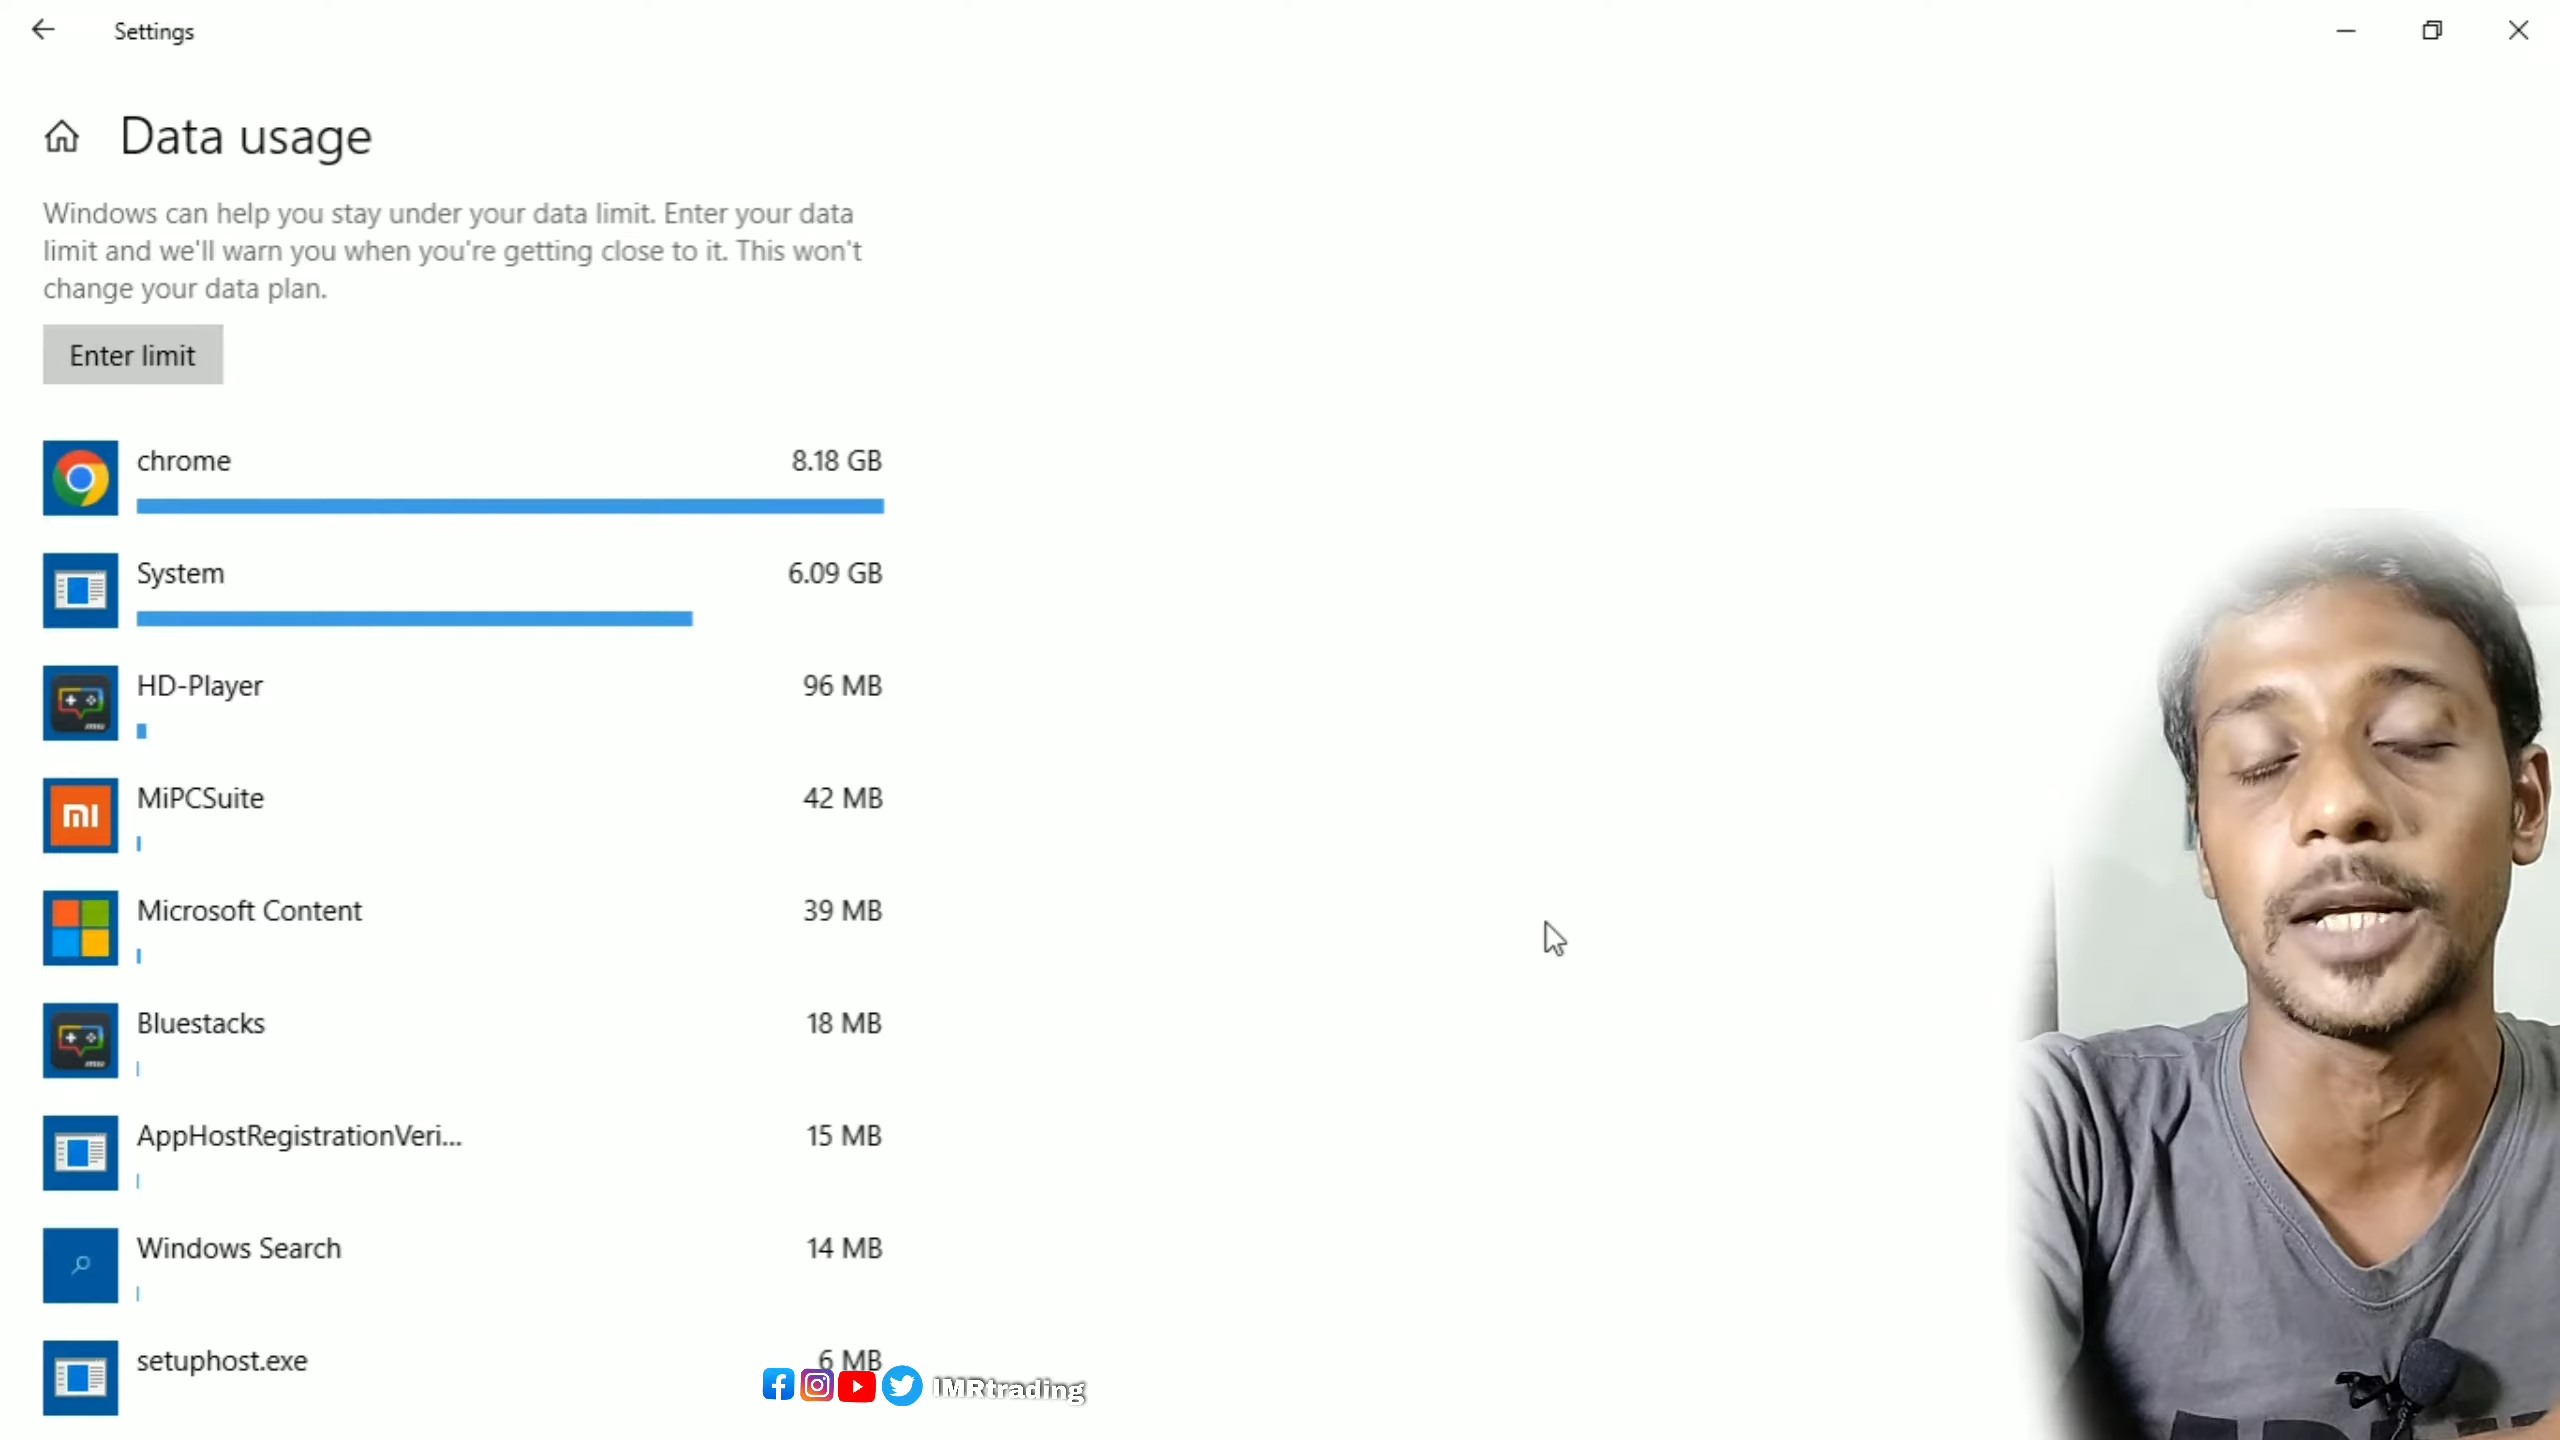 Settings
Data usage
Windows can help you stay under your data limit. Enter your data
limit and we'll warn you when you're getting close to it. This won't
change your data plan.
Enter limit
chrome 8.18 GB
System 6.09 GB
HD-Player 96 MB
MiPCSuite 42 MB
Microsoft Content 39 MB
Bluestacks 18 MB
AppHostRegistrationVeri... 15 MB
Windows Search 14 MB
setuphost.exe 6 MB
IMRtrading